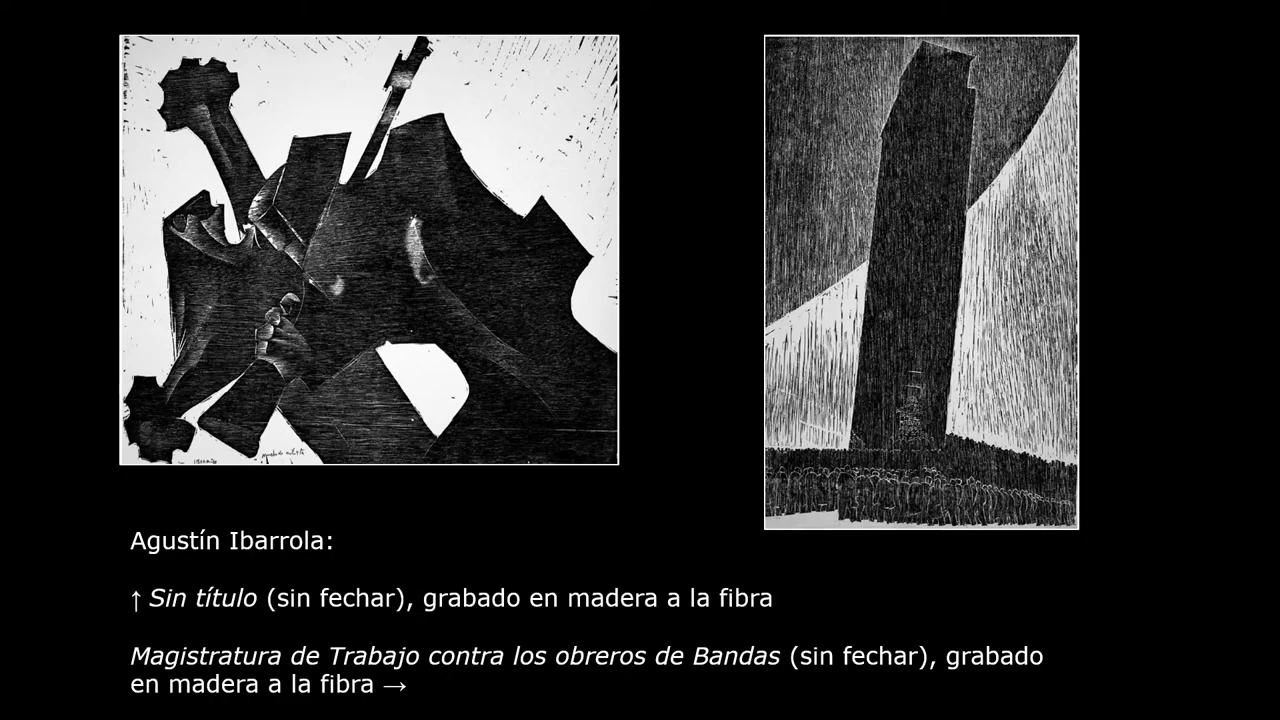 Agustín Ibarrola:
↑ Sin título (sin fechar), grabado en madera a la fibra
Magistratura de Trabajo contra los obreros de Bandas (sin fechar), grabado
en madera a la fibra →